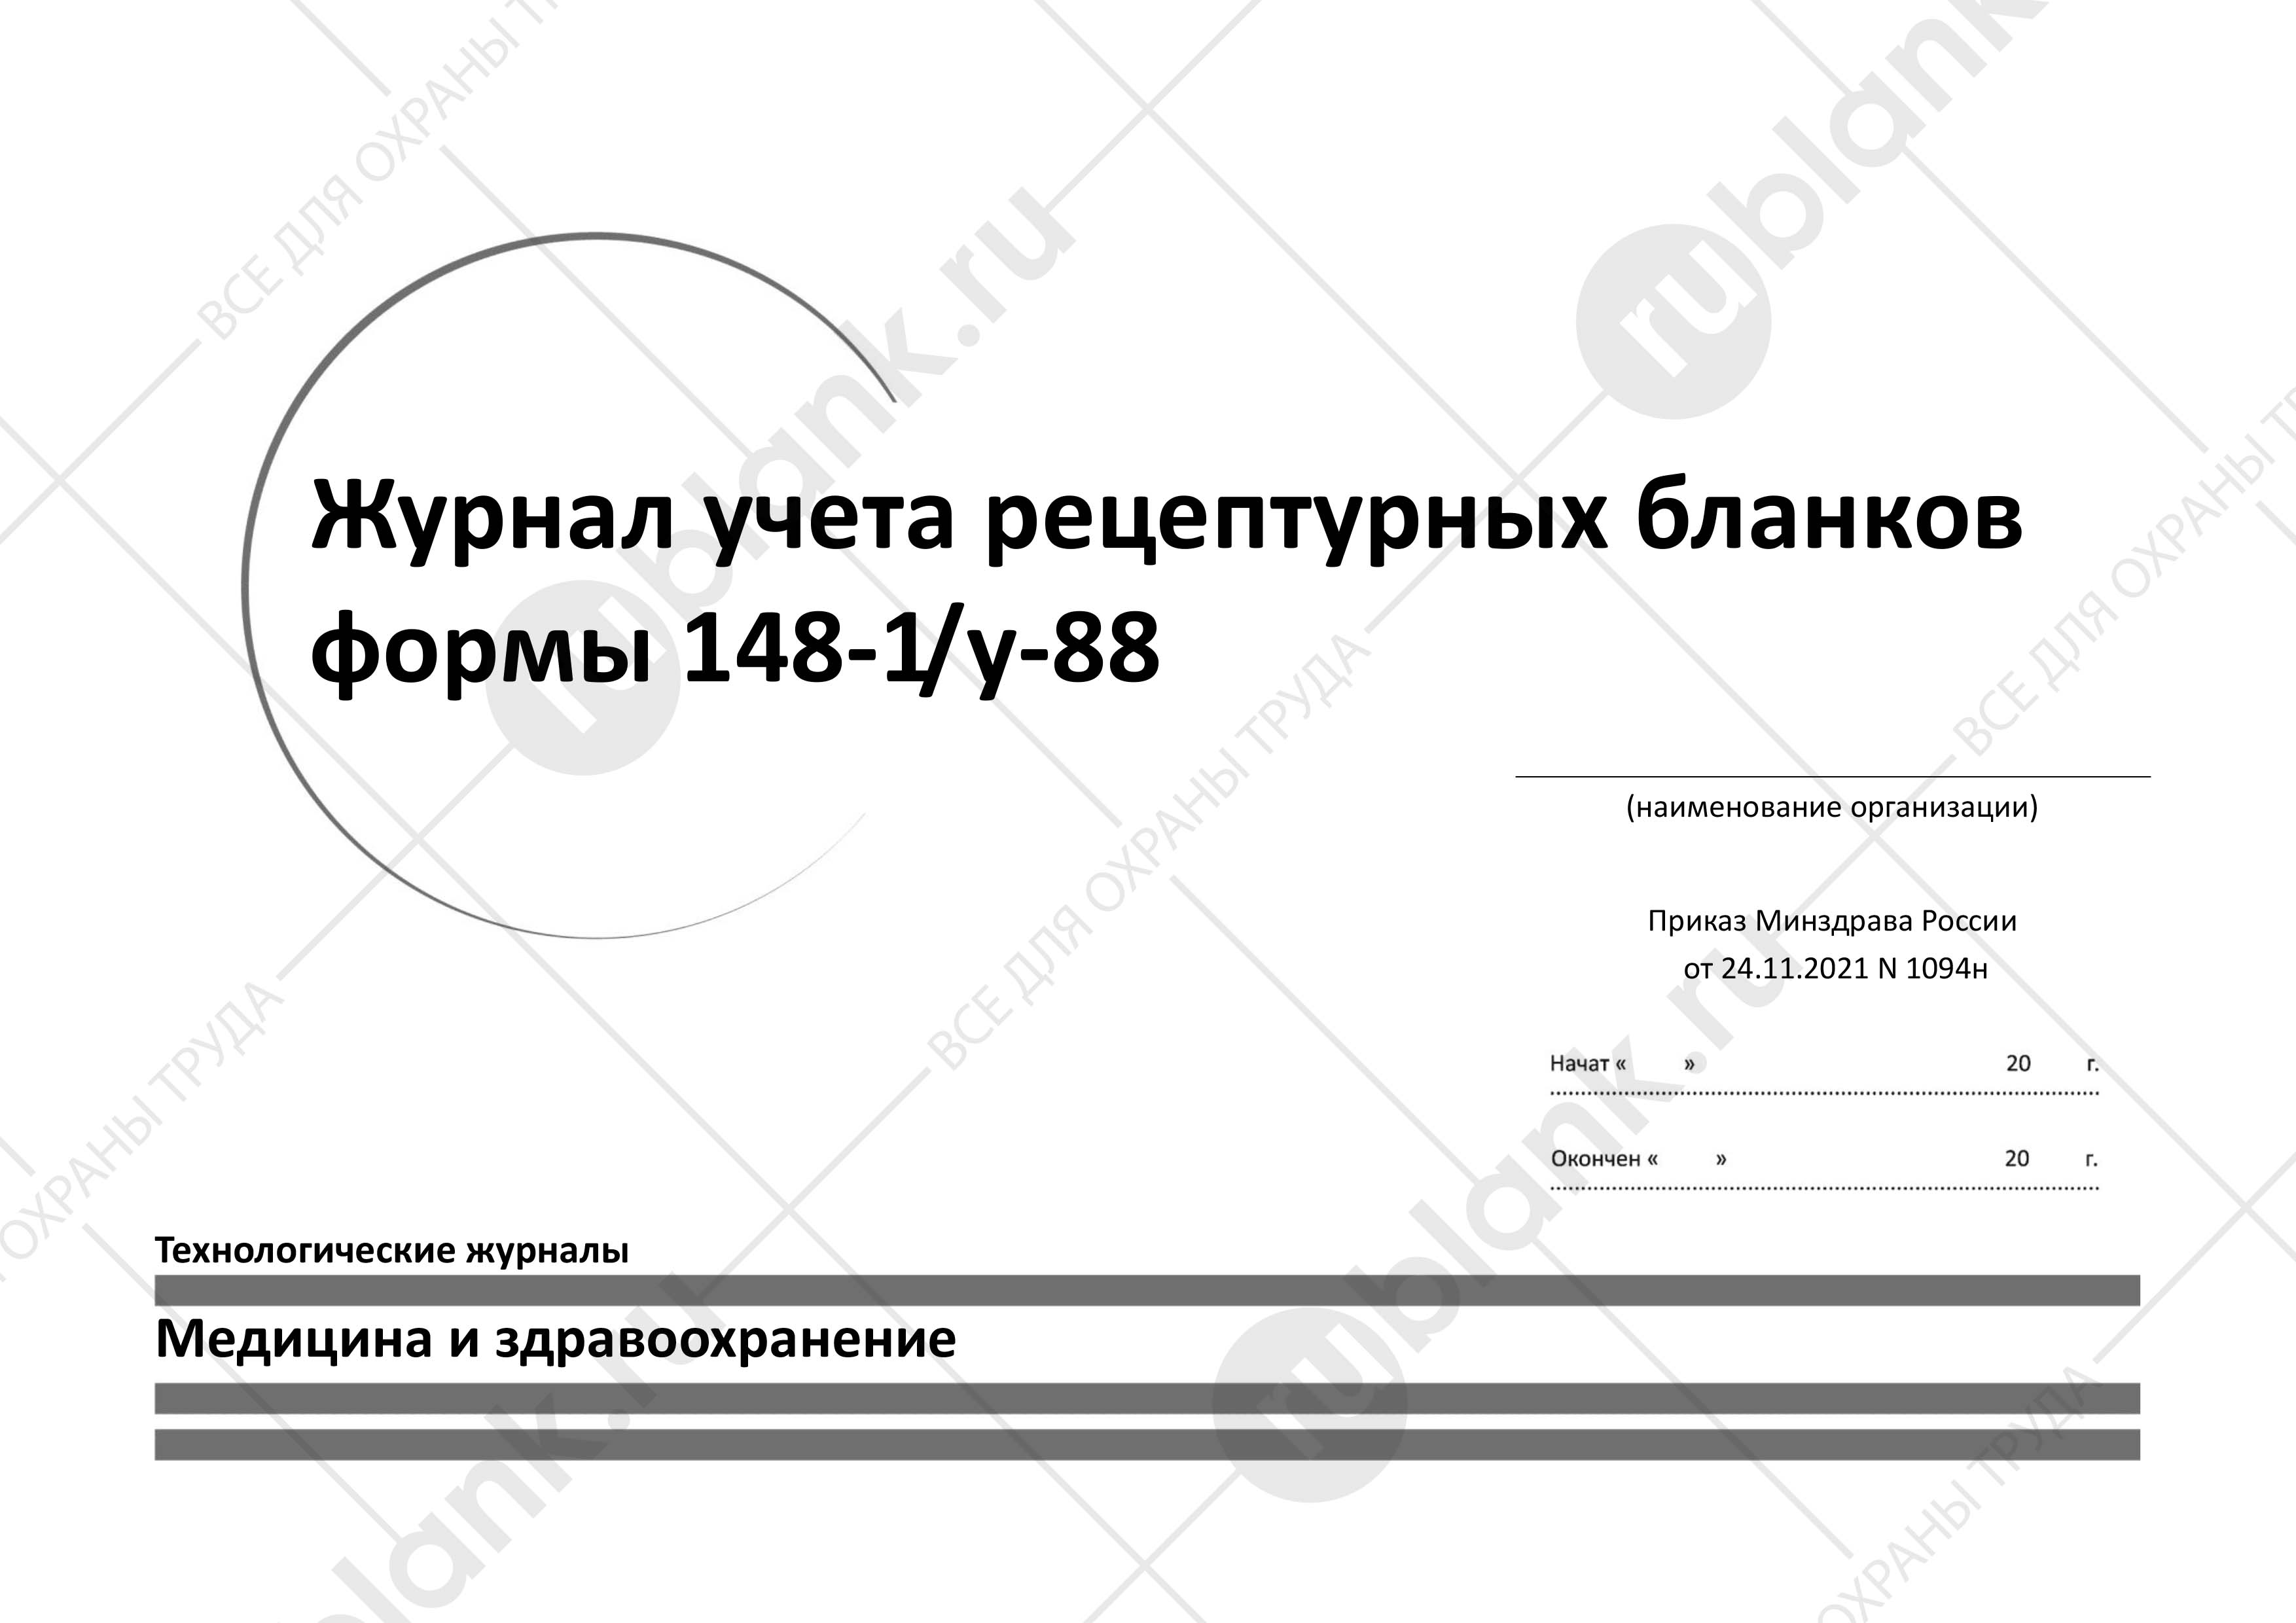 Журнал учета рецептурных бланков
формы 148-1/у-88
(наименование организации)
Приказ Минздрава России
от 24.11.2021 N 1094н
Начат « » 20 г.
Окончен « » 20 г.
Технологические журналы
Медицина и здравоохранение
rublank.ru
ВСЕ ДЛЯ ОХРАНЫ ТРУДА